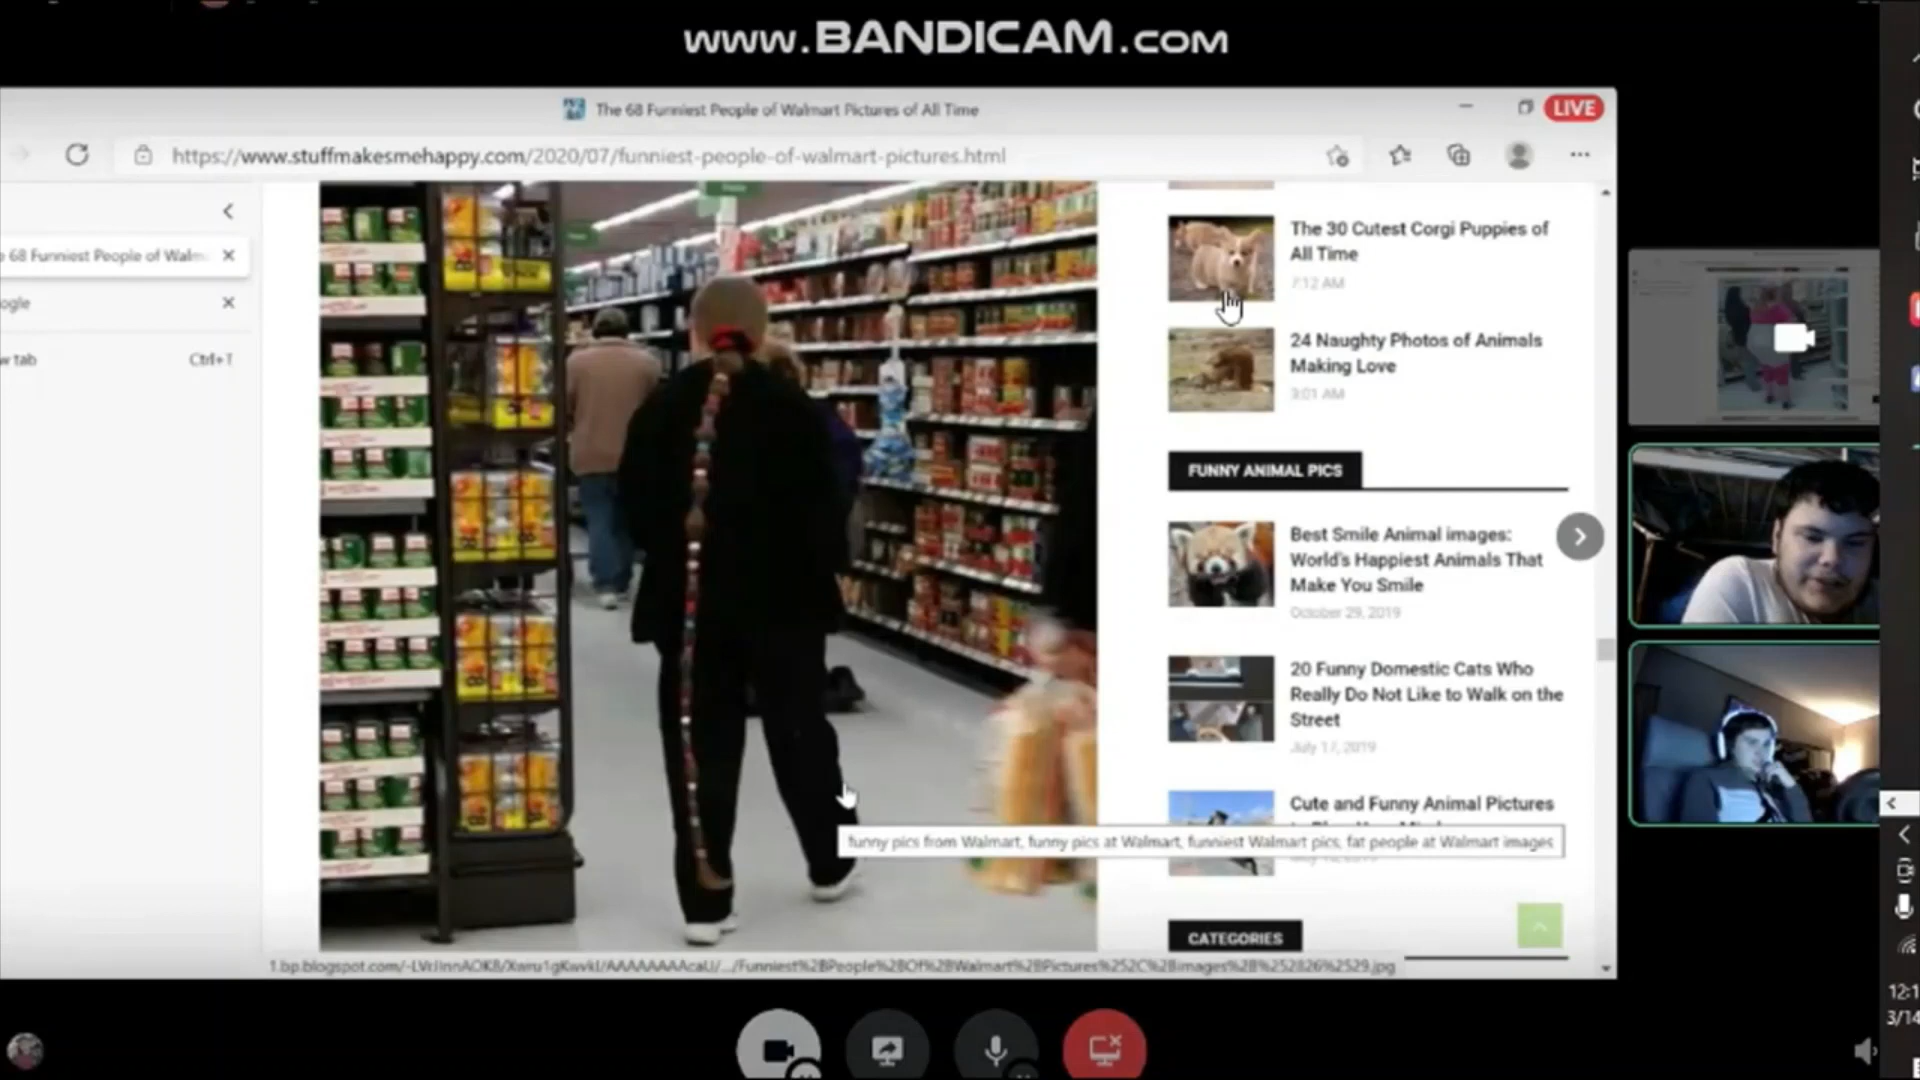 www.BANDICAM.com
The 68 Funniest People of Walmart Pictures of All Time
LIVE
https://www.stuffmakesmehappy.com/2020/07/funniest-people-of-walmart-pictures.html
68 Funniest People of Walm
ogle
w tab
Ctrl+T
The 30 Cutest Corgi Puppies of
All Time
7:12 AM
24 Naughty Photos of Animals
Making Love
3:01 AM
FUNNY ANIMAL PICS
Best Smile Animal images:
World's Happiest Animals That
Make You Smile
October 29, 2019
20 Funny Domestic Cats Who
Really Do Not Like to Walk on the
Street
July 17, 2019
Cute and Funny Animal Pictures
funny pics from Walmart, funny pics at Walmart, funniest Walmart pics, fat people at Walmart images
CATEGORIES
12:1
3/14